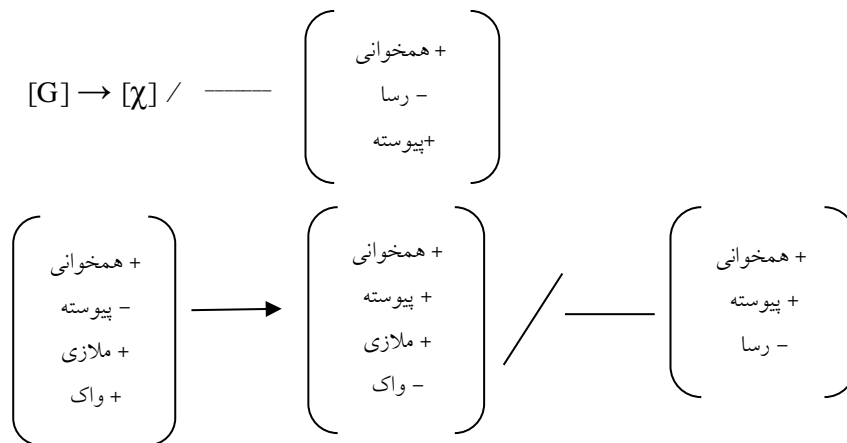 [G] → [χ] / ———
+ همخوانی
− رسا
+پیوسته
+ همخوانی
− پیوسته
+ ملازی
+ واک
+ همخوانی
+ پیوسته
+ ملازی
− واک
+ همخوانی
+ پیوسته
− رسا